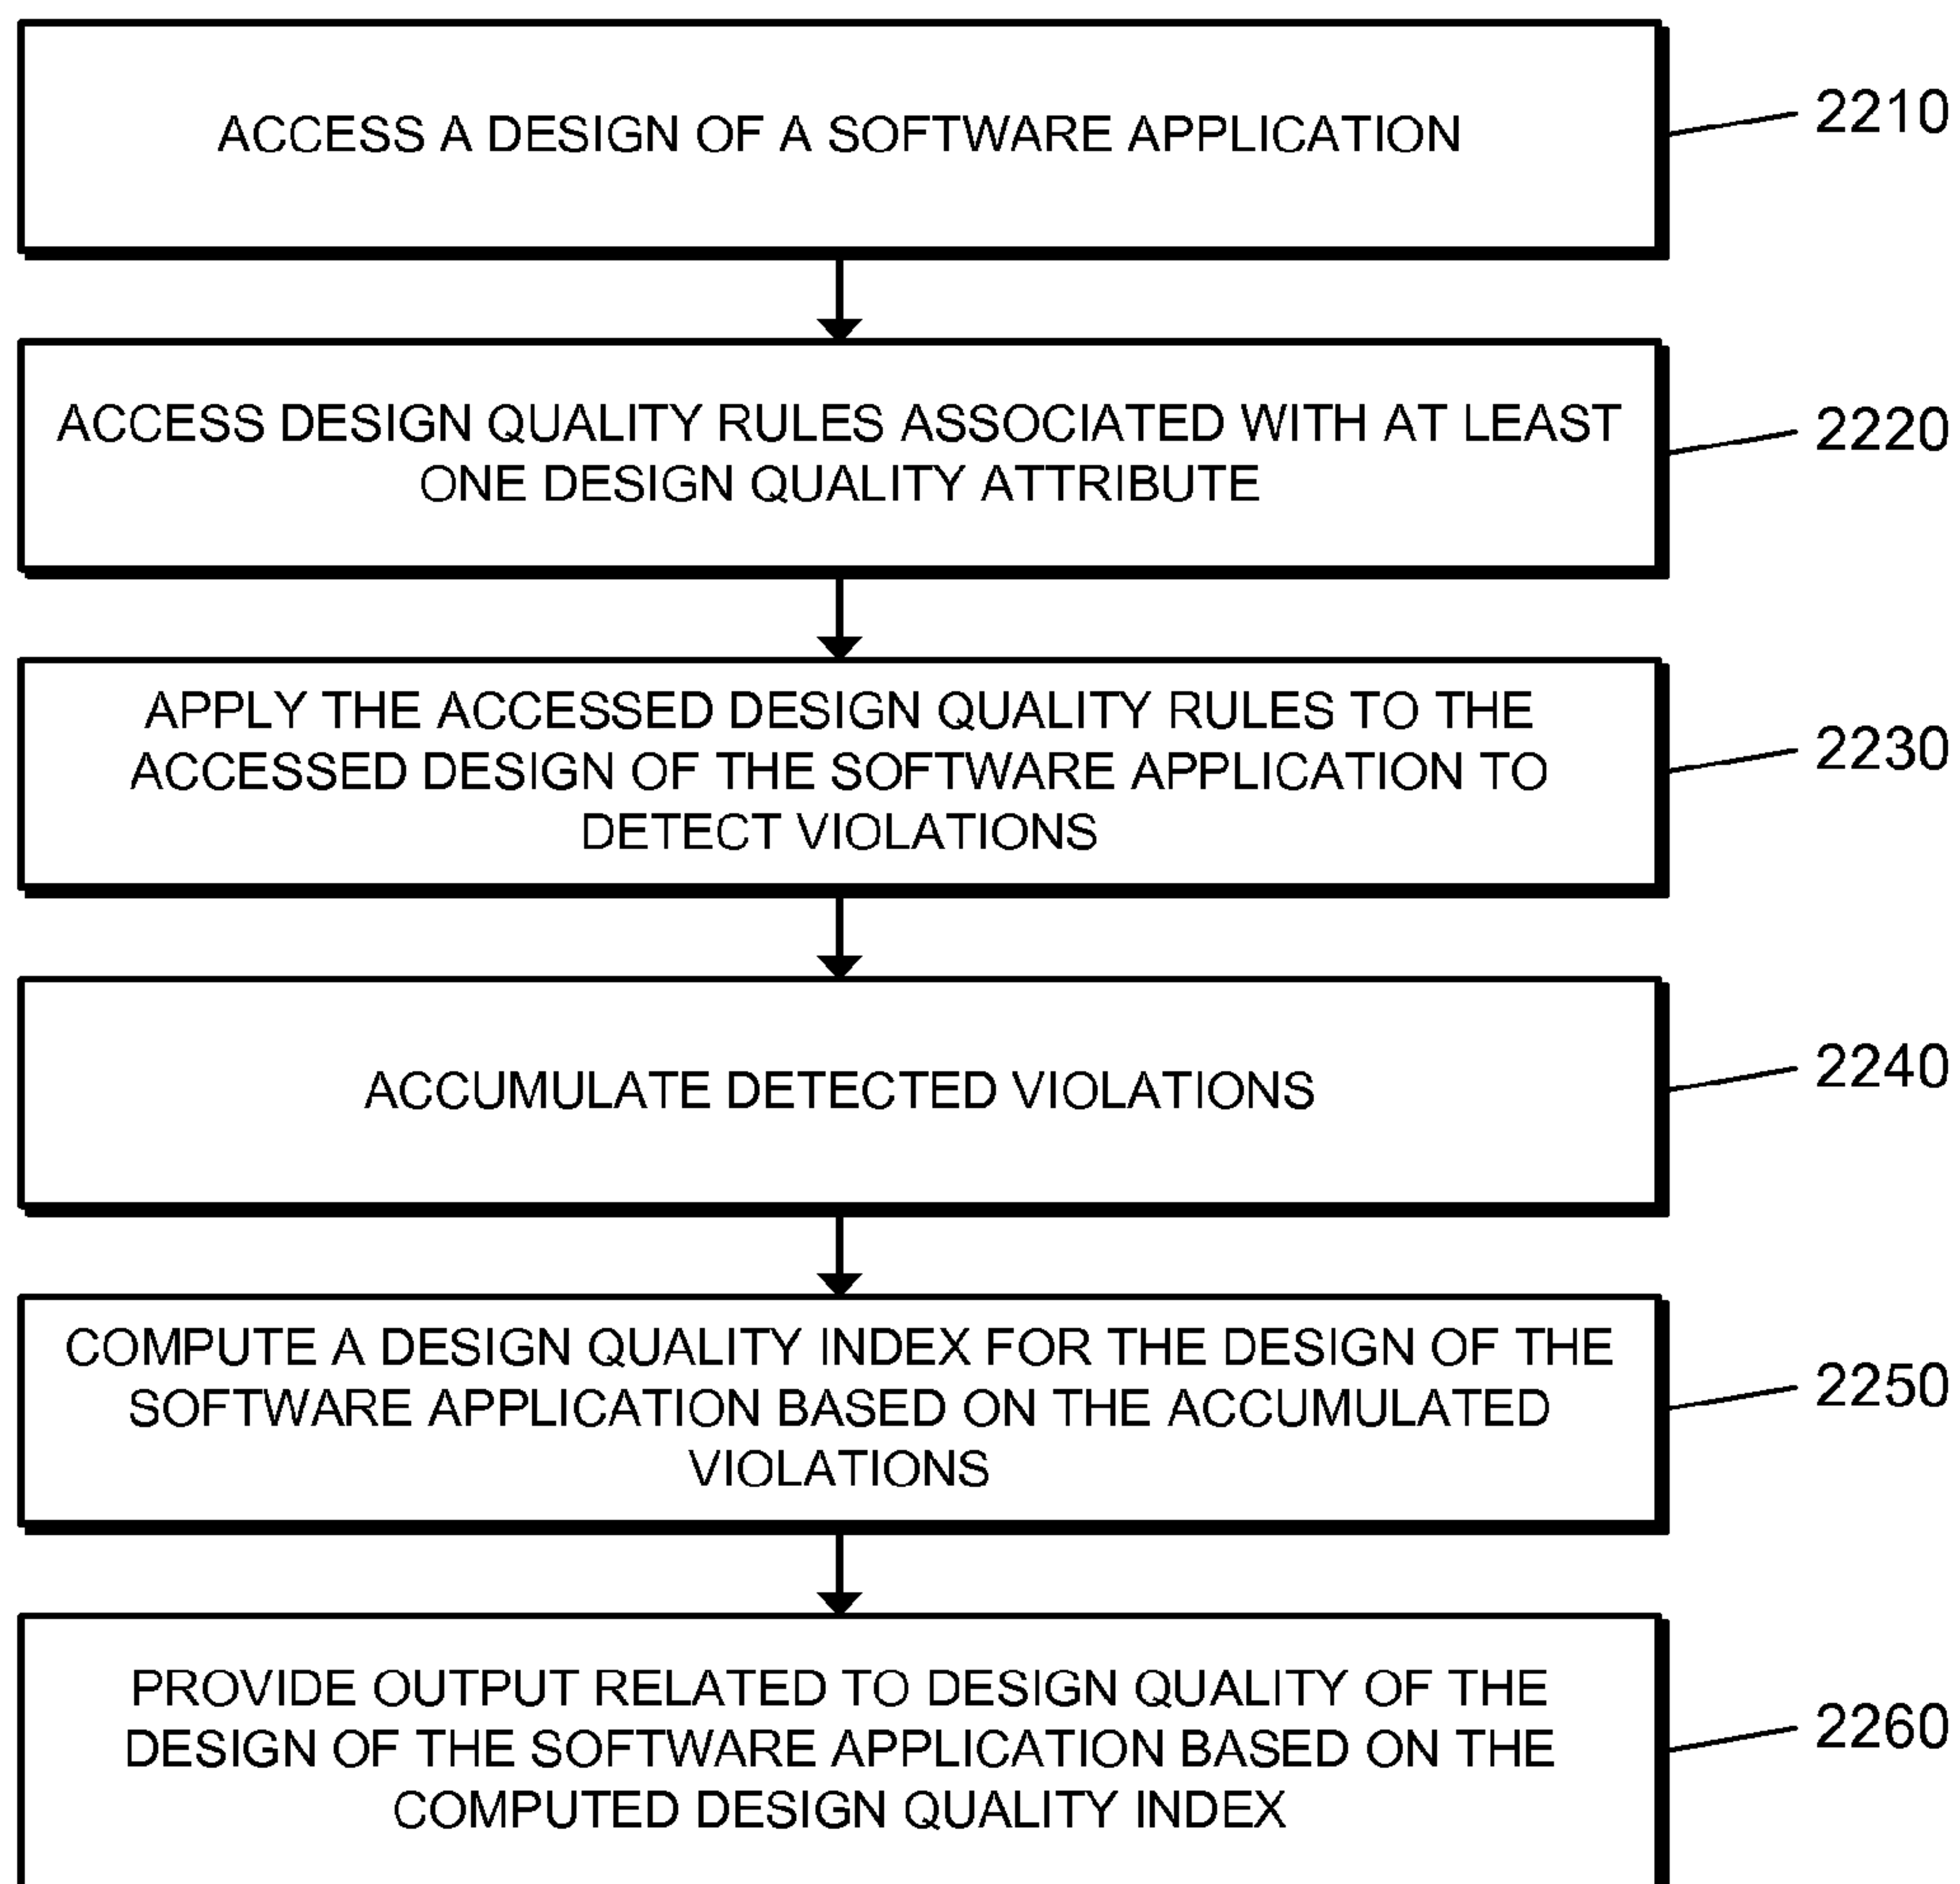 ACCESS A DESIGN OF A SOFTWARE APPLICATION
2210
ACCESS DESIGN QUALITY RULES ASSOCIATED WITH AT LEAST
ONE DESIGN QUALITY ATTRIBUTE
2220
APPLY THE ACCESSED DESIGN QUALITY RULES TO THE
ACCESSED DESIGN OF THE SOFTWARE APPLICATION TO
DETECT VIOLATIONS
2230
ACCUMULATE DETECTED VIOLATIONS
2240
COMPUTE A DESIGN QUALITY INDEX FOR THE DESIGN OF THE
SOFTWARE APPLICATION BASED ON THE ACCUMULATED
VIOLATIONS
2250
PROVIDE OUTPUT RELATED TO DESIGN QUALITY OF THE
DESIGN OF THE SOFTWARE APPLICATION BASED ON THE
COMPUTED DESIGN QUALITY INDEX
2260